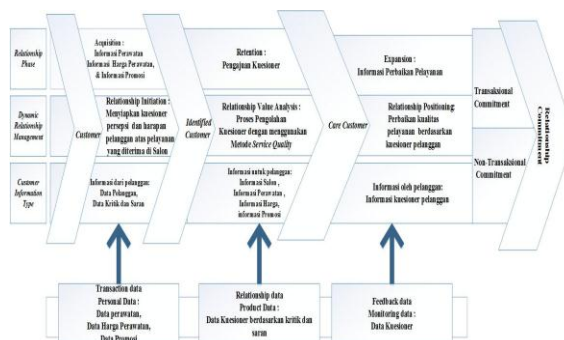 Relationship
Phase
Acquisition :
Informasi Perawatan
Informasi Harga Perawatan,
& Informasi Promosi
Retention :
Pengajuan Kuesioner
Expansion :
Informasi Perbaikan Pelayanan
Dynamic
Relationship
Management
Customer
Relationship Initiation :
Menyiapkan kuesioner
persepsi dan harapan
pelanggan atas pelayanan
yang diterima di Salon
Identified
Customer
Relationship Value Analysis :
Proses Pengolahan
Kuesioner dengan menggunakan
Metode Service Quality
Care Customer
Relationship Positioning:
Perbaikan kualitas
pelayanan berdasarkan
kuesioner pelanggan
Transaksional
Commitment
Non-Transaksional
Commitment
Relationship
Commitment
Customer
Information
Type
Informasi dari pelanggan:
Data Pelanggan,
Data Kritik dan Saran
Informasi untuk pelanggan:
Informasi Salon ,
Informasi Perawatan ,
Informasi Harga,
informasi Promosi
Informasi oleh pelanggan:
Informasi kuesioner pelanggan
Transaction data
Personal Data :
Data perawatan,
Data Harga Perawatan,
Data Promosi
Relationship data
Product Data :
Data Kuesioner berdasarkan kritik dan
saran
Feedback data
Monitoring data :
Data Kuesioner